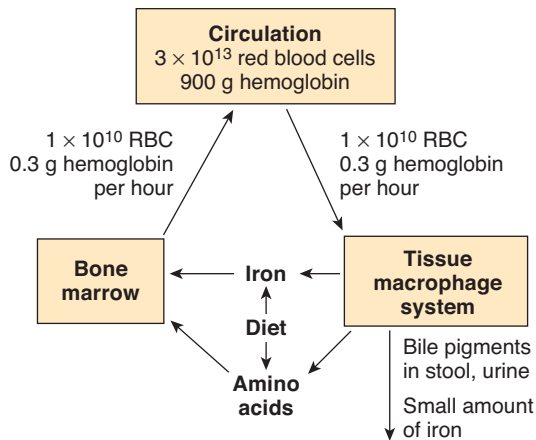 Circulation
3 × 10¹³ red blood cells
900 g hemoglobin
1 × 10¹⁰ RBC
0.3 g hemoglobin
per hour
1 × 10¹⁰ RBC
0.3 g hemoglobin
per hour
Bone
marrow
Iron
Diet
Amino
acids
Tissue
macrophage
system
Bile pigments
in stool, urine
Small amount
of iron